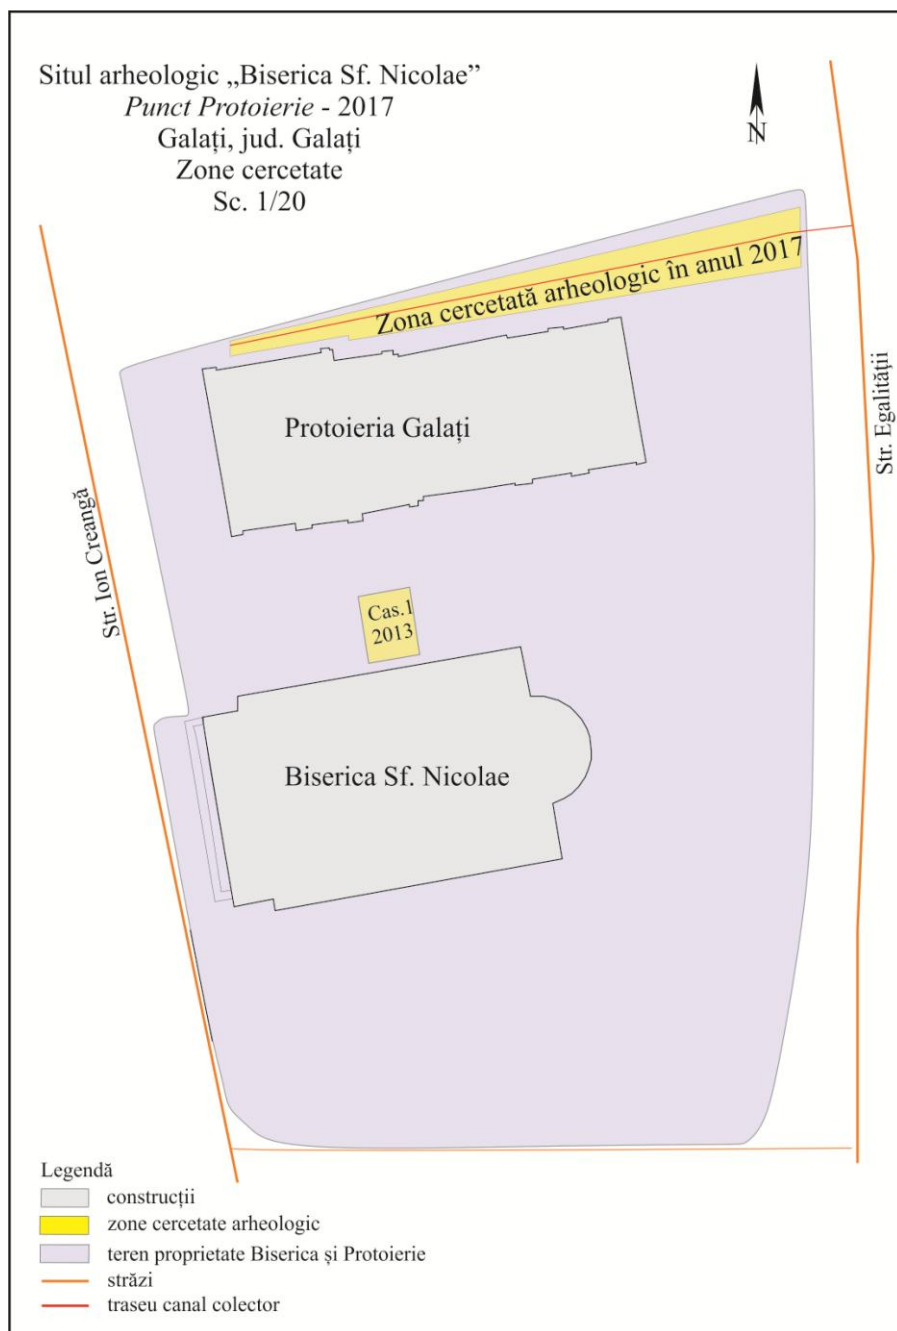 Situl arheologic „Biserica Sf. Nicolae”
Punct Protoierie - 2017
Galați, jud. Galați
Zone cercetate
Sc. 1/20
N
Zona cercetată arheologic în anul 2017
Protoieria Galați
Str. Egalității
Str. Ion Creangă
Cas.1
2013
Biserica Sf. Nicolae
Legendă
construcții
zone cercetate arheologic
teren proprietate Biserica și Protoierie
străzi
traseu canal colector